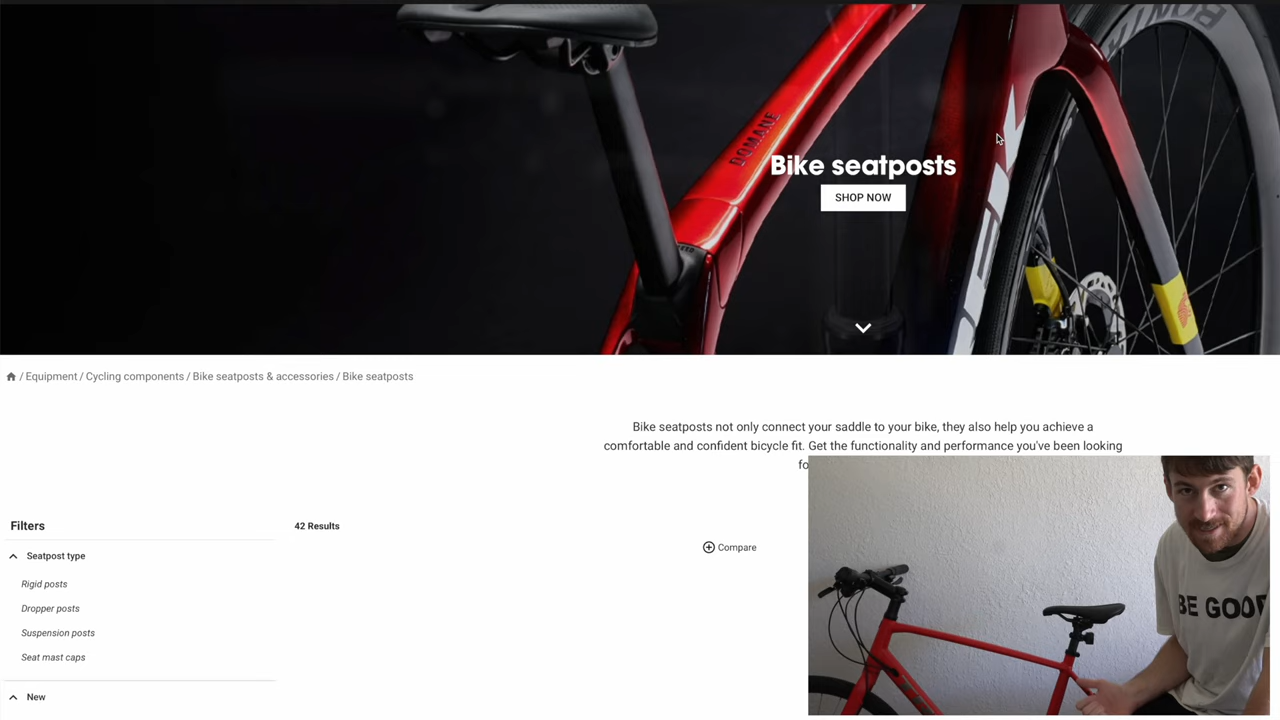 DOMANE
Bike seatposts
SHOP NOW
/ Equipment / Cycling components / Bike seatposts & accessories / Bike seatposts
Bike seatposts not only connect your saddle to your bike, they also help you achieve a
comfortable and confident bicycle fit. Get the functionality and performance you've been looking
fo
Filters
42 Results
Seatpost type
Compare
Rigid posts
Dropper posts
Suspension posts
Seat mast caps
New
BE GOOD